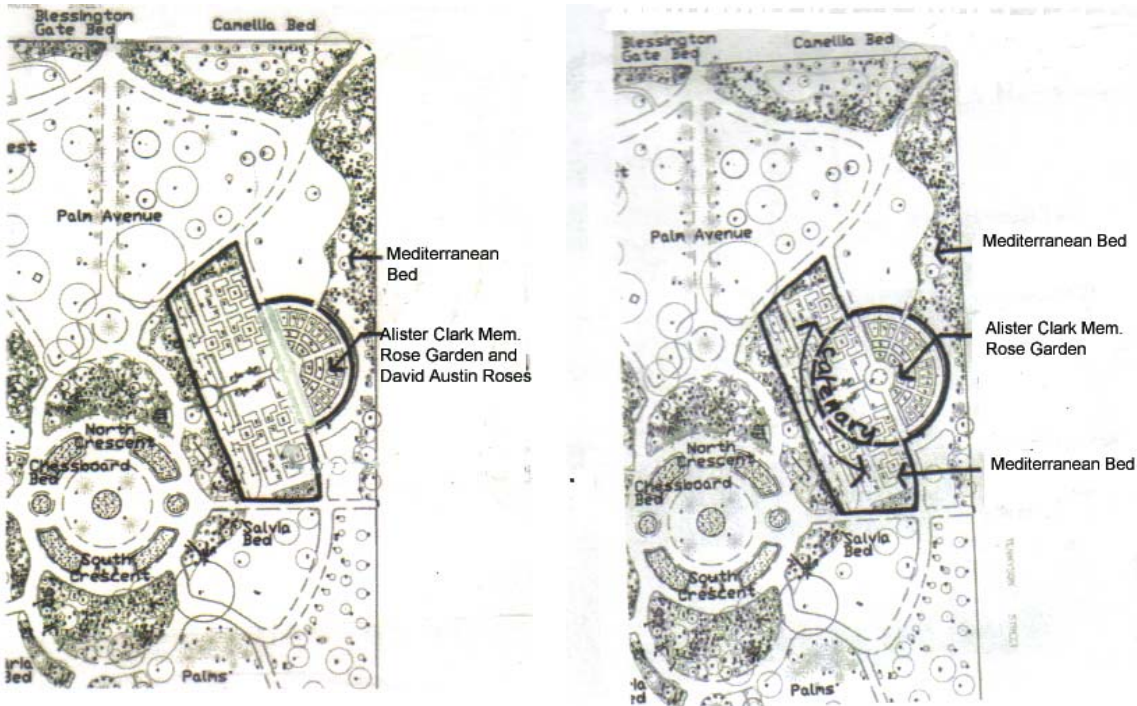 Blessington
Gate Bed
Camellia Bed
est
Palm Avenue
Mediterranean
Bed
Alister Clark Mem.
Rose Garden and
David Austin Roses
North
Crescent
Chessboard
Bed
Salvia
Bed
South
Crescent
Bed
Palms
Blessington
Gate Bed
Camellia Bed
Palm Avenue
Mediterranean Bed
Alister Clark Mem.
Rose Garden
Catenary
Mediterranean Bed
North
Crescent
Chessboard
Bed
Salvia
Bed
South
Crescent
Palms